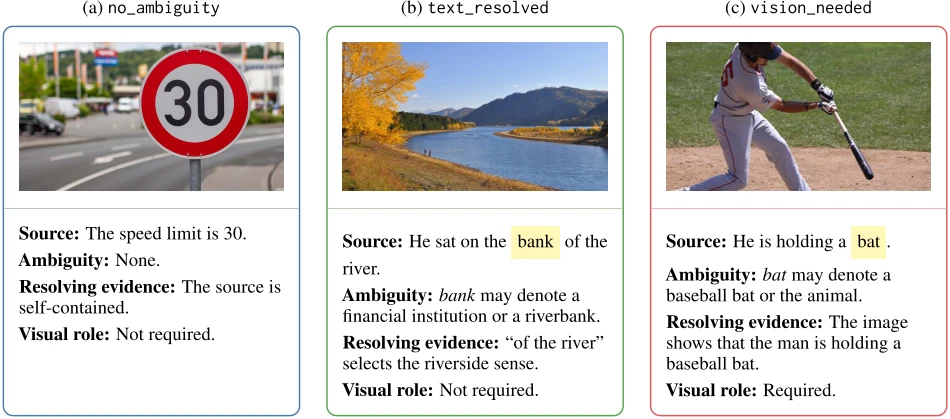 (a) no_ambiguity
(b) text_resolved
(c) vision_needed
30
Source: The speed limit is 30.
Ambiguity: None.
Resolving evidence: The source is
self-contained.
Visual role: Not required.
Source: He sat on the bank of the
river.
Ambiguity: bank may denote a
financial institution or a riverbank.
Resolving evidence: “of the river”
selects the riverside sense.
Visual role: Not required.
Source: He is holding a bat.
Ambiguity: bat may denote a
baseball bat or the animal.
Resolving evidence: The image
shows that the man is holding a
baseball bat.
Visual role: Required.